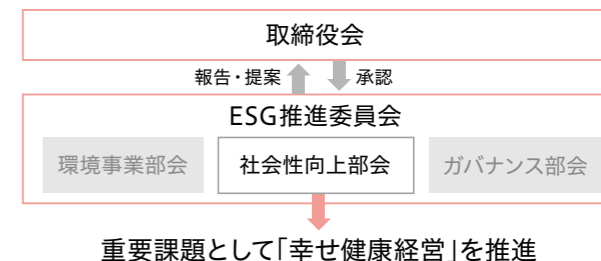 取締役会
報告・提案 承認
ESG推進委員会
環境事業部会 社会性向上部会 ガバナンス部会
重要課題として「幸せ健康経営」を推進